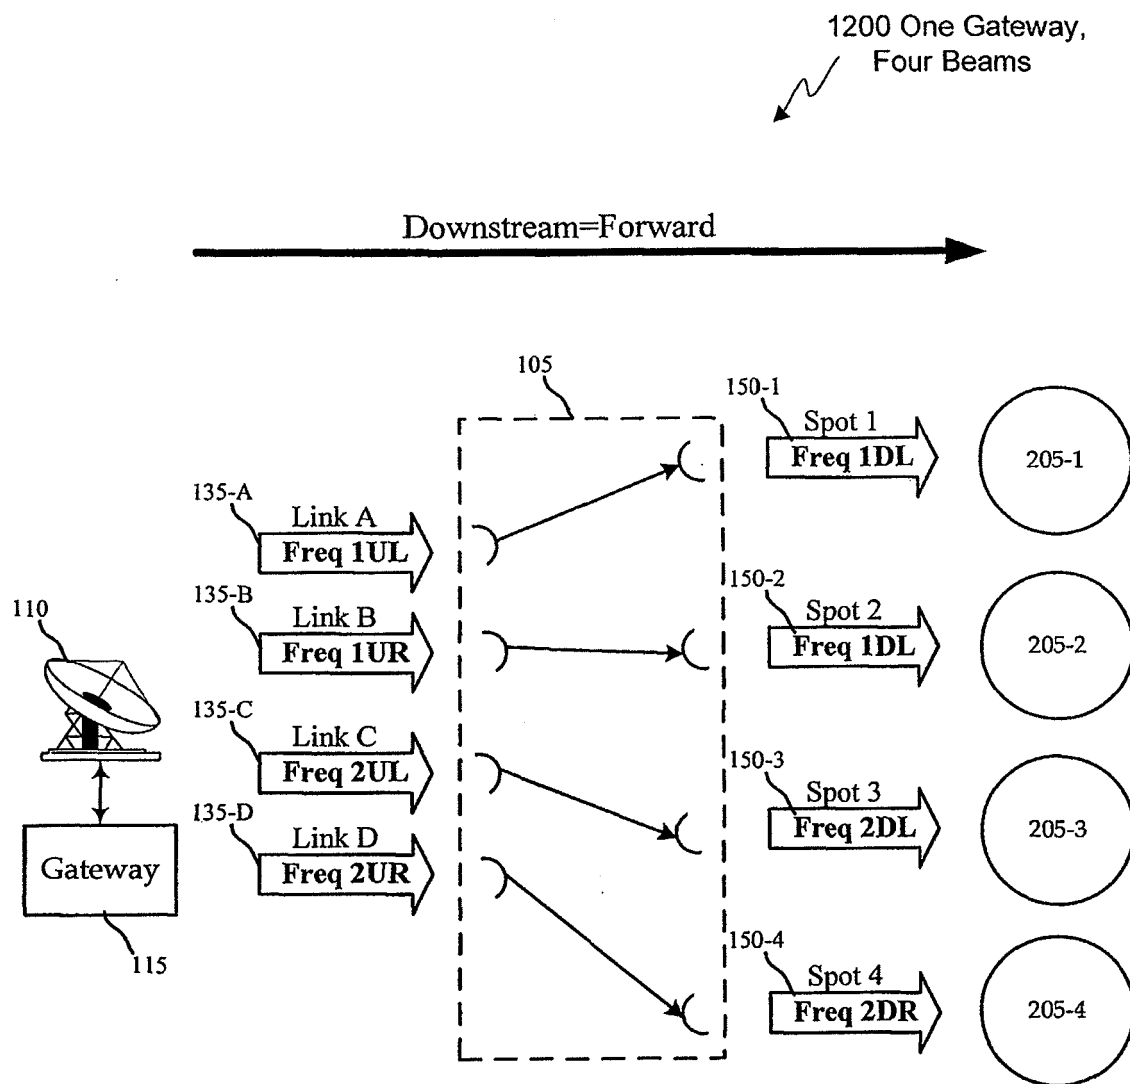 1200 One Gateway,
Four Beams
Downstream=Forward
105
150-1
Spot 1
Freq 1DL
205-1
135-A
Link A
Freq 1UL
135-B
Link B
Freq 1UR
150-2
Spot 2
Freq 1DL
205-2
110
135-C
Link C
Freq 2UL
150-3
Spot 3
Freq 2DL
205-3
135-D
Link D
Freq 2UR
Gateway
115
150-4
Spot 4
Freq 2DR
205-4